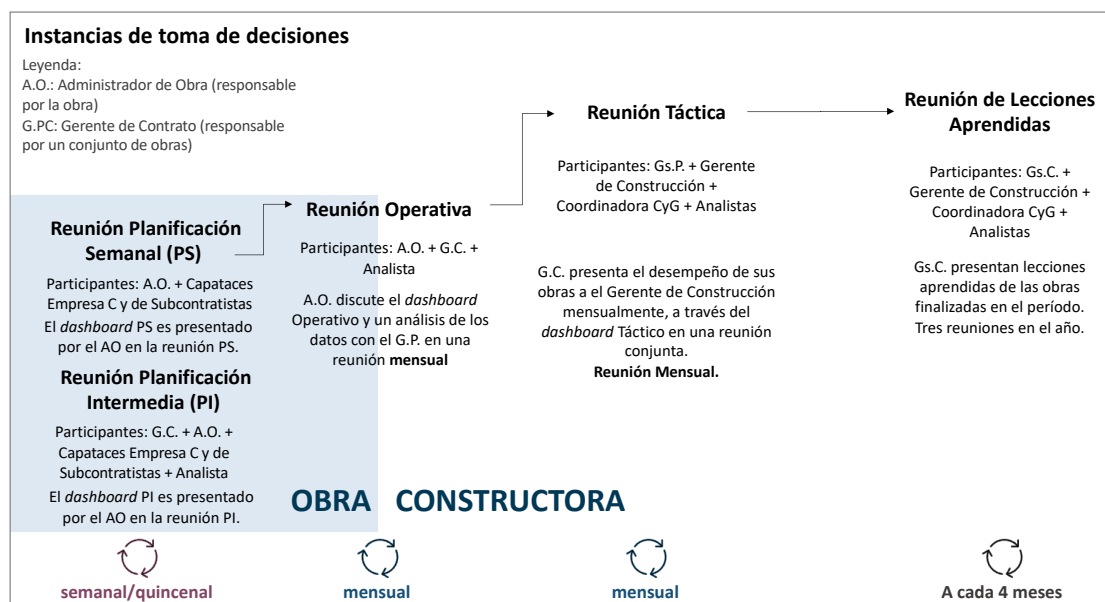 Instancias de toma de decisiones
Leyenda:
A.O.: Administrador de Obra (responsable
por la obra)
G.PC: Gerente de Contrato (responsable
por un conjunto de obras)
Reunión Planificación
Semanal (PS)
Participantes: A.O. + Capataces
Empresa C y de Subcontratistas
El dashboard PS es presentado
por el AO en la reunión PS.
Reunión Planificación
Intermedia (PI)
Participantes: G.C. + A.O. +
Capataces Empresa C y de
Subcontratistas + Analista
El dashboard PI es presentado
por el AO en la reunión PI.
Reunión Operativa
Participantes: A.O. + G.C. +
Analista
A.O. discute el dashboard
Operativo y un análisis de los
datos con el G.P. en una
reunión mensual
Reunión Táctica
Participantes: Gs.P. + Gerente
de Construcción +
Coordinadora CyG + Analistas
G.C. presenta el desempeño de sus
obras a el Gerente de Construcción
mensualmente, a través del
dashboard Táctico en una reunión
conjunta.
Reunión Mensual.
Reunión de Lecciones
Aprendidas
Participantes: Gs.C. +
Gerente de Construcción +
Coordinadora CyG +
Analistas
Gs.C. presentan lecciones
aprendidas de las obras
finalizadas en el período.
Tres reuniones en el año.
OBRA CONSTRUCTORA
semanal/quincenal
mensual
mensual
A cada 4 meses